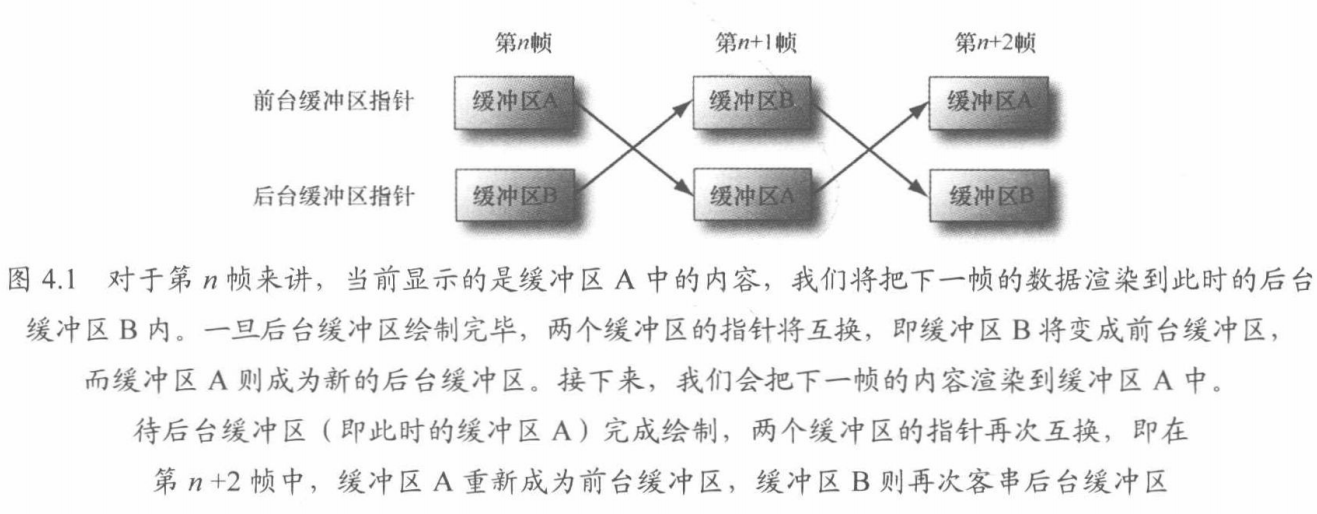 第n帧 第n+1帧 第n+2帧
前台缓冲区指针 缓冲区A 缓冲区B 缓冲区A
后台缓冲区指针 缓冲区B 缓冲区A 缓冲区B
图 4.1 对于第 n 帧来讲，当前显示的是缓冲区 A 中的内容，我们将把下一帧的数据渲染到此时的后台
缓冲区 B 内。一旦后台缓冲区绘制完毕，两个缓冲区的指针将互换，即缓冲区 B 将变成前台缓冲区，
而缓冲区 A 则成为新的后台缓冲区。接下来，我们会把下一帧的内容渲染到缓冲区 A 中。
待后台缓冲区（即此时的缓冲区 A）完成绘制，两个缓冲区的指针再次互换，即在
第 n +2 帧中，缓冲区 A 重新成为前台缓冲区，缓冲区 B 则再次客串后台缓冲区